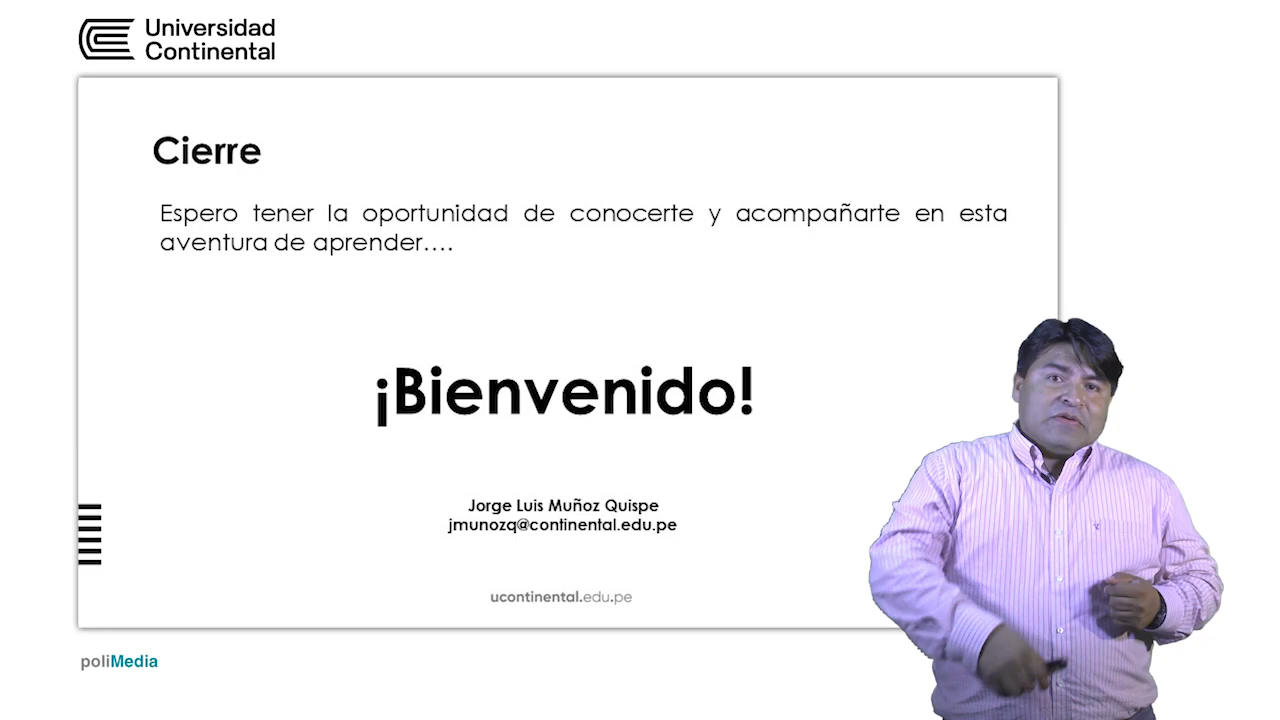 Universidad
Continental
Cierre
Espero tener la oportunidad de conocerte y acompañarte en esta
aventura de aprender....
¡Bienvenido!
Jorge Luis Muñoz Quispe
jmunozq@continental.edu.pe
ucontinental.edu.pe
poliMedia